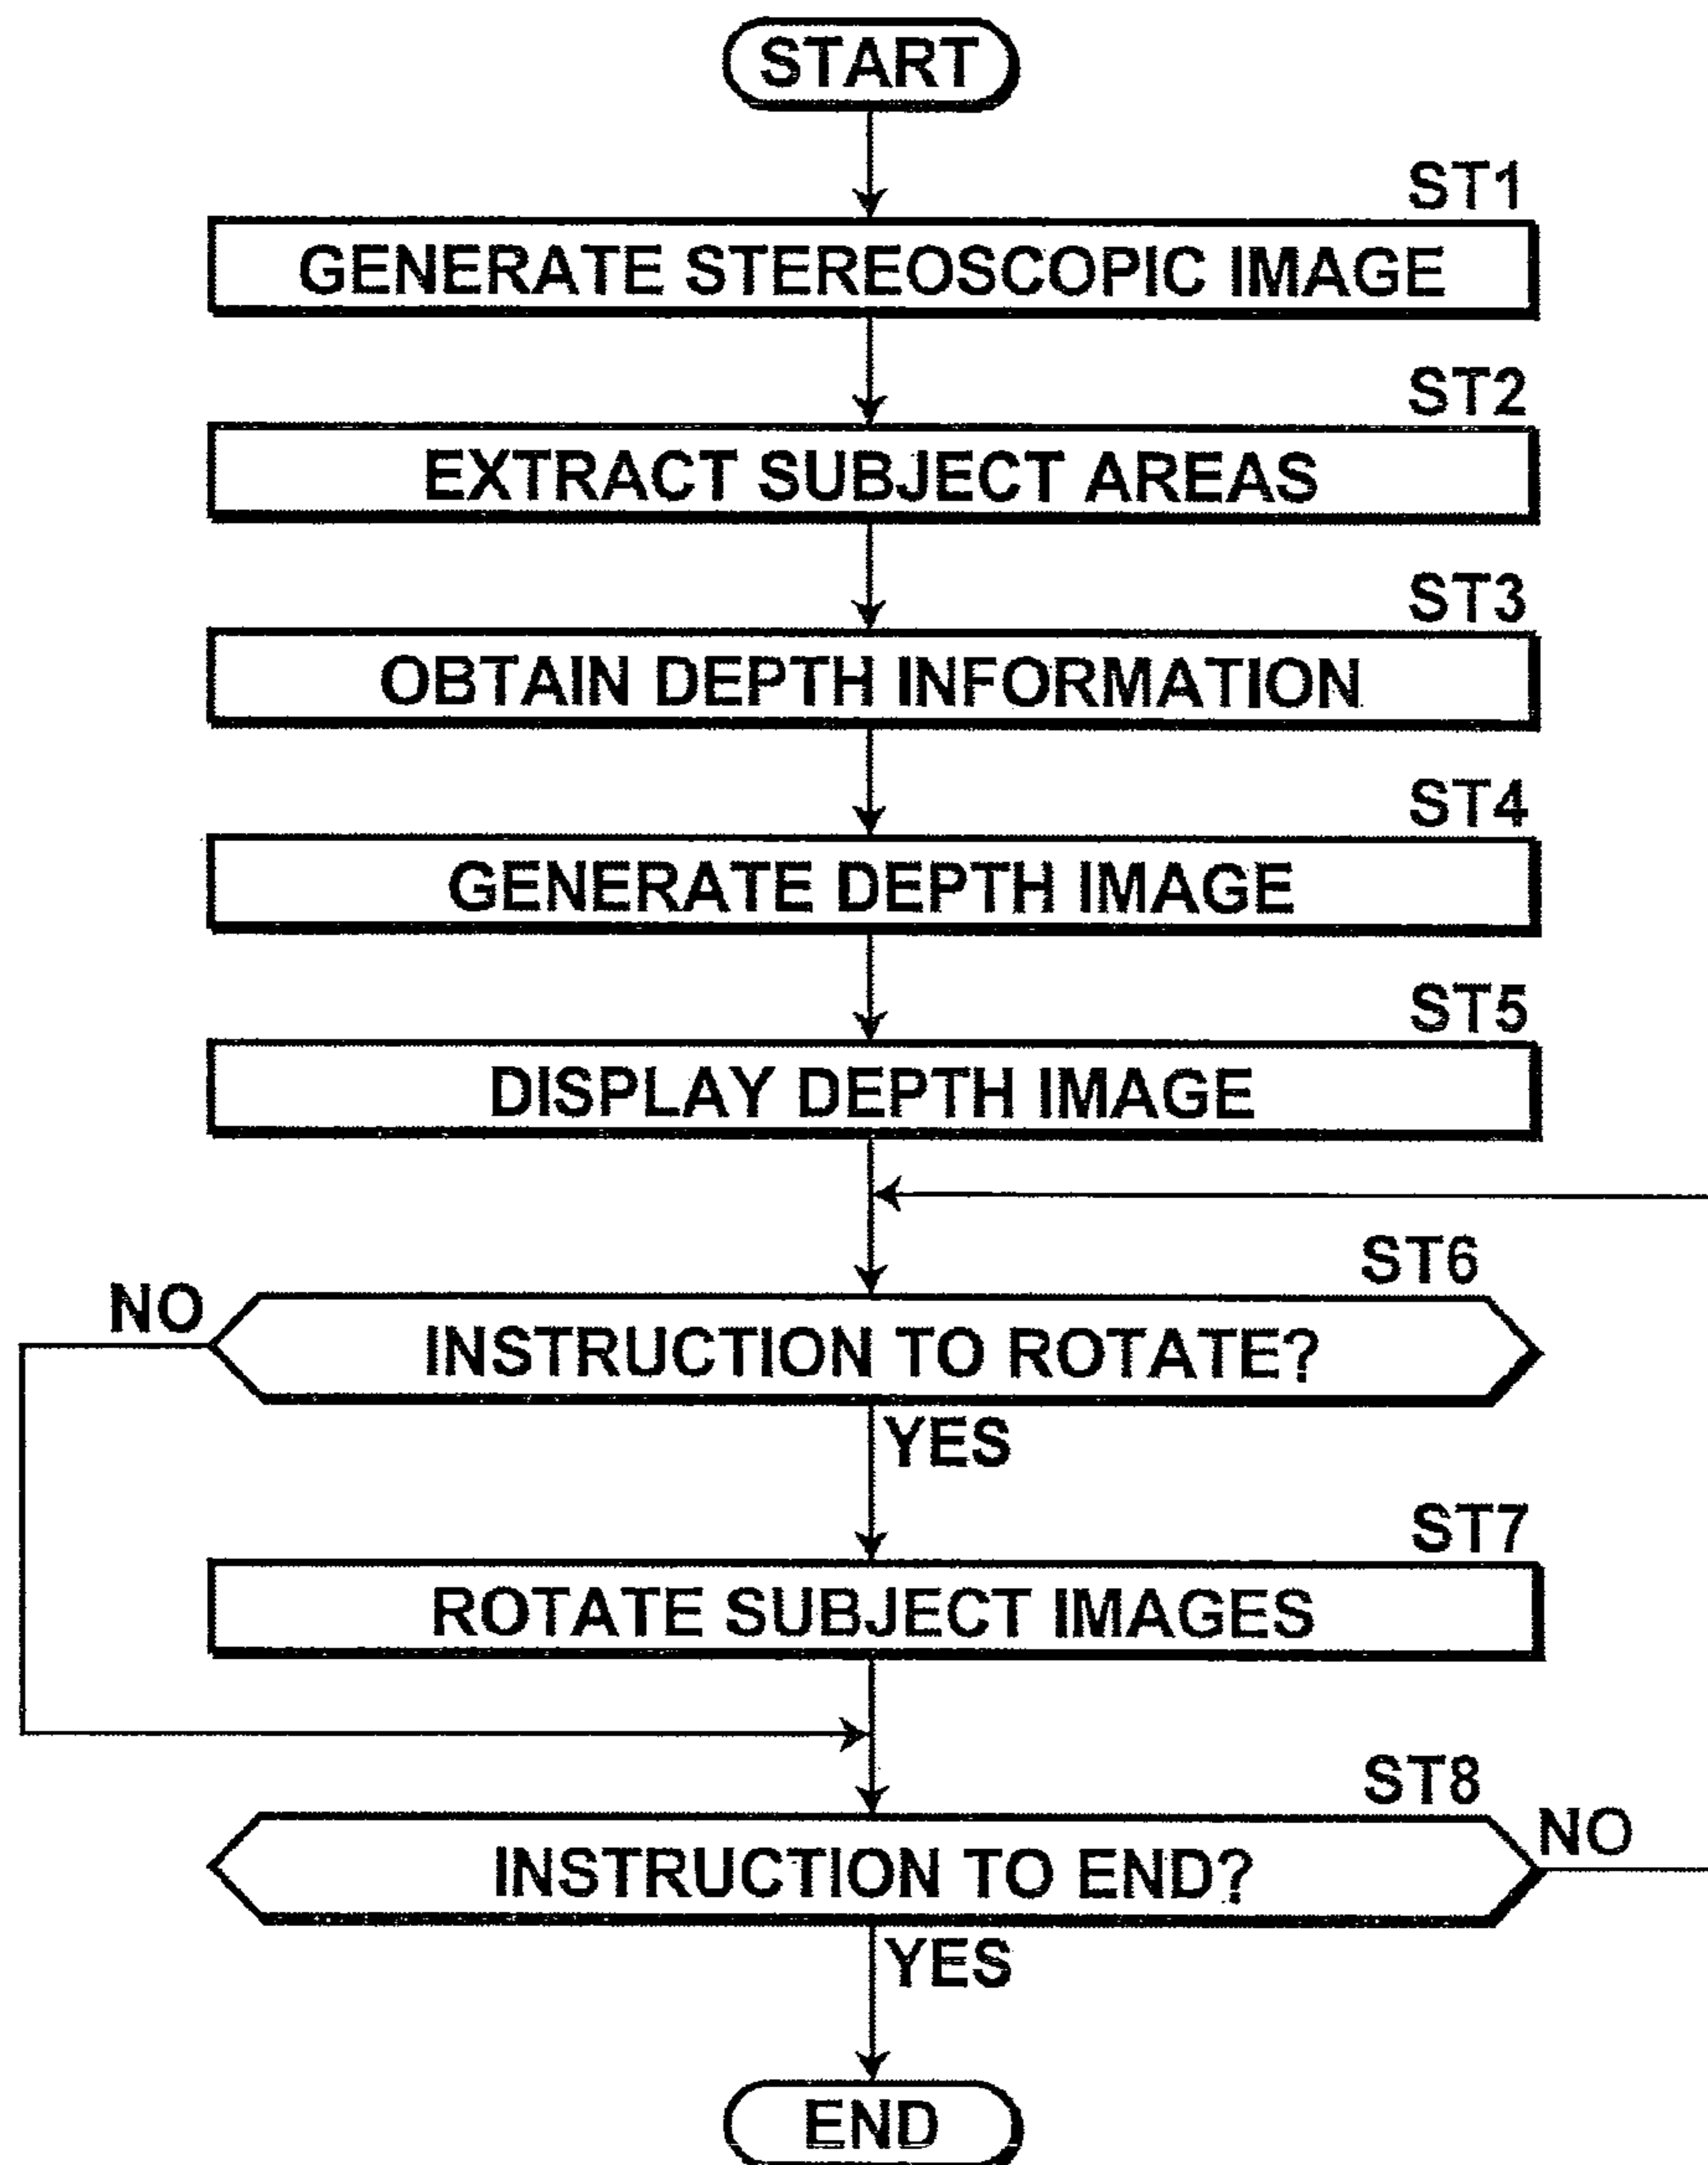 START
ST1
GENERATE STEREOSCOPIC IMAGE
ST2
EXTRACT SUBJECT AREAS
ST3
OBTAIN DEPTH INFORMATION
ST4
GENERATE DEPTH IMAGE
ST5
DISPLAY DEPTH IMAGE
ST6
NO
INSTRUCTION TO ROTATE?
YES
ST7
ROTATE SUBJECT IMAGES
ST8
NO
INSTRUCTION TO END?
YES
END